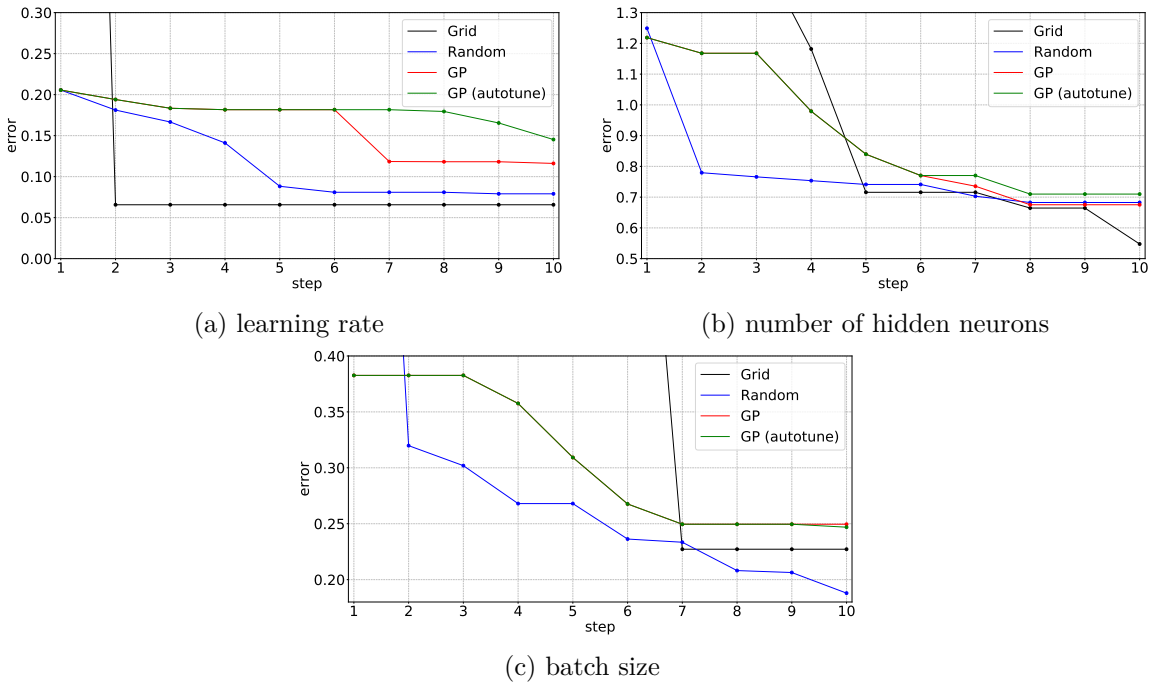 0.30
0.25
0.20
0.15
0.10
0.05
0.00
error
1 2 3 4 5 6 7 8 9 10
step
Grid
Random
GP
GP (autotune)
(a) learning rate
1.3
1.2
1.1
1.0
0.9
0.8
0.7
0.6
0.5
error
1 2 3 4 5 6 7 8 9 10
step
Grid
Random
GP
GP (autotune)
(b) number of hidden neurons
0.40
0.35
0.30
0.25
0.20
error
1 2 3 4 5 6 7 8 9 10
step
Grid
Random
GP
GP (autotune)
(c) batch size